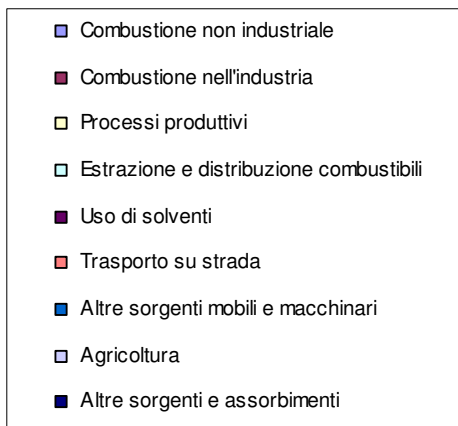 Combustione non industriale
Combustione nell'industria
Processi produttivi
Estrazione e distribuzione combustibili
Uso di solventi
Trasporto su strada
Altre sorgenti mobili e macchinari
Agricoltura
Altre sorgenti e assorbimenti